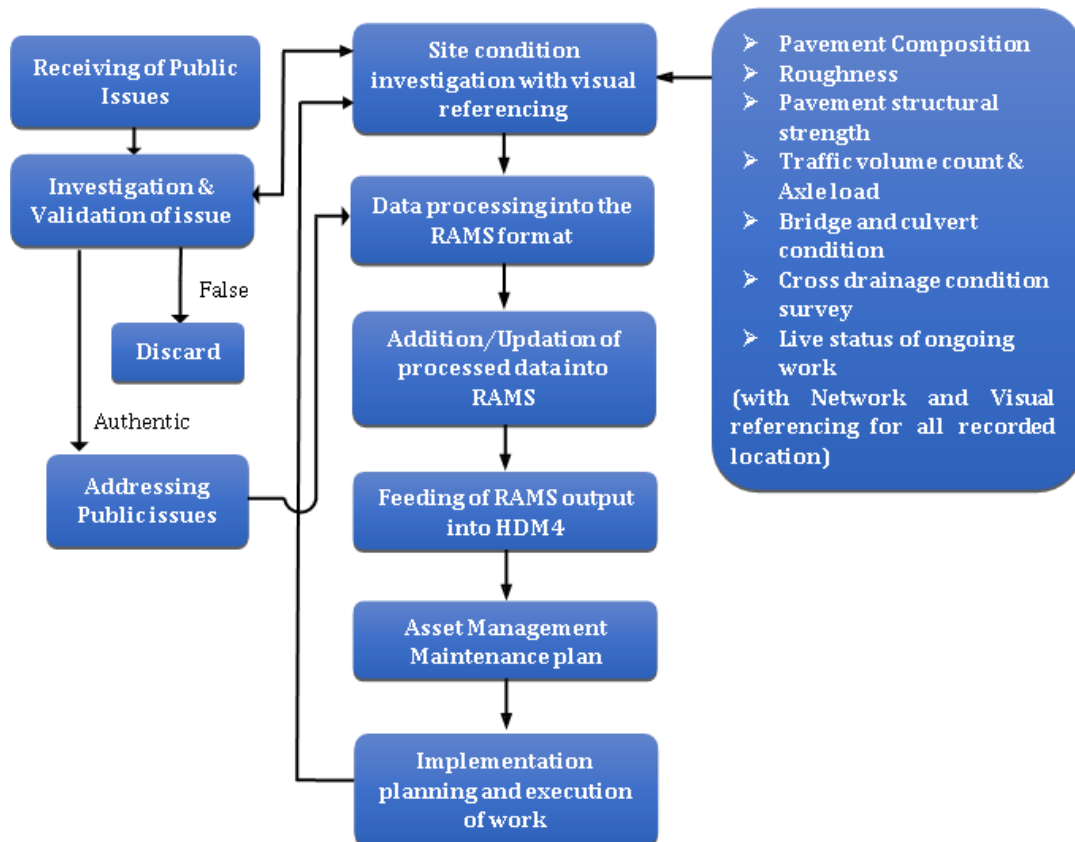 Receiving of Public
Issues
Investigation &
Validation of issue
False
Discard
Authentic
Addressing
Public issues
Site condition
investigation with visual
referencing
Data processing into the
RAMS format
Addition/Updation of
processed data into
RAMS
Feeding of RAMS output
into HDM4
Asset Management
Maintenance plan
Implementation
planning and execution
of work
Pavement Composition
Roughness
Pavement structural
strength
Traffic volume count &
Axle load
Bridge and culvert
condition
Cross drainage condition
survey
Live status of ongoing
work
(with Network and Visual
referencing for all recorded
location)